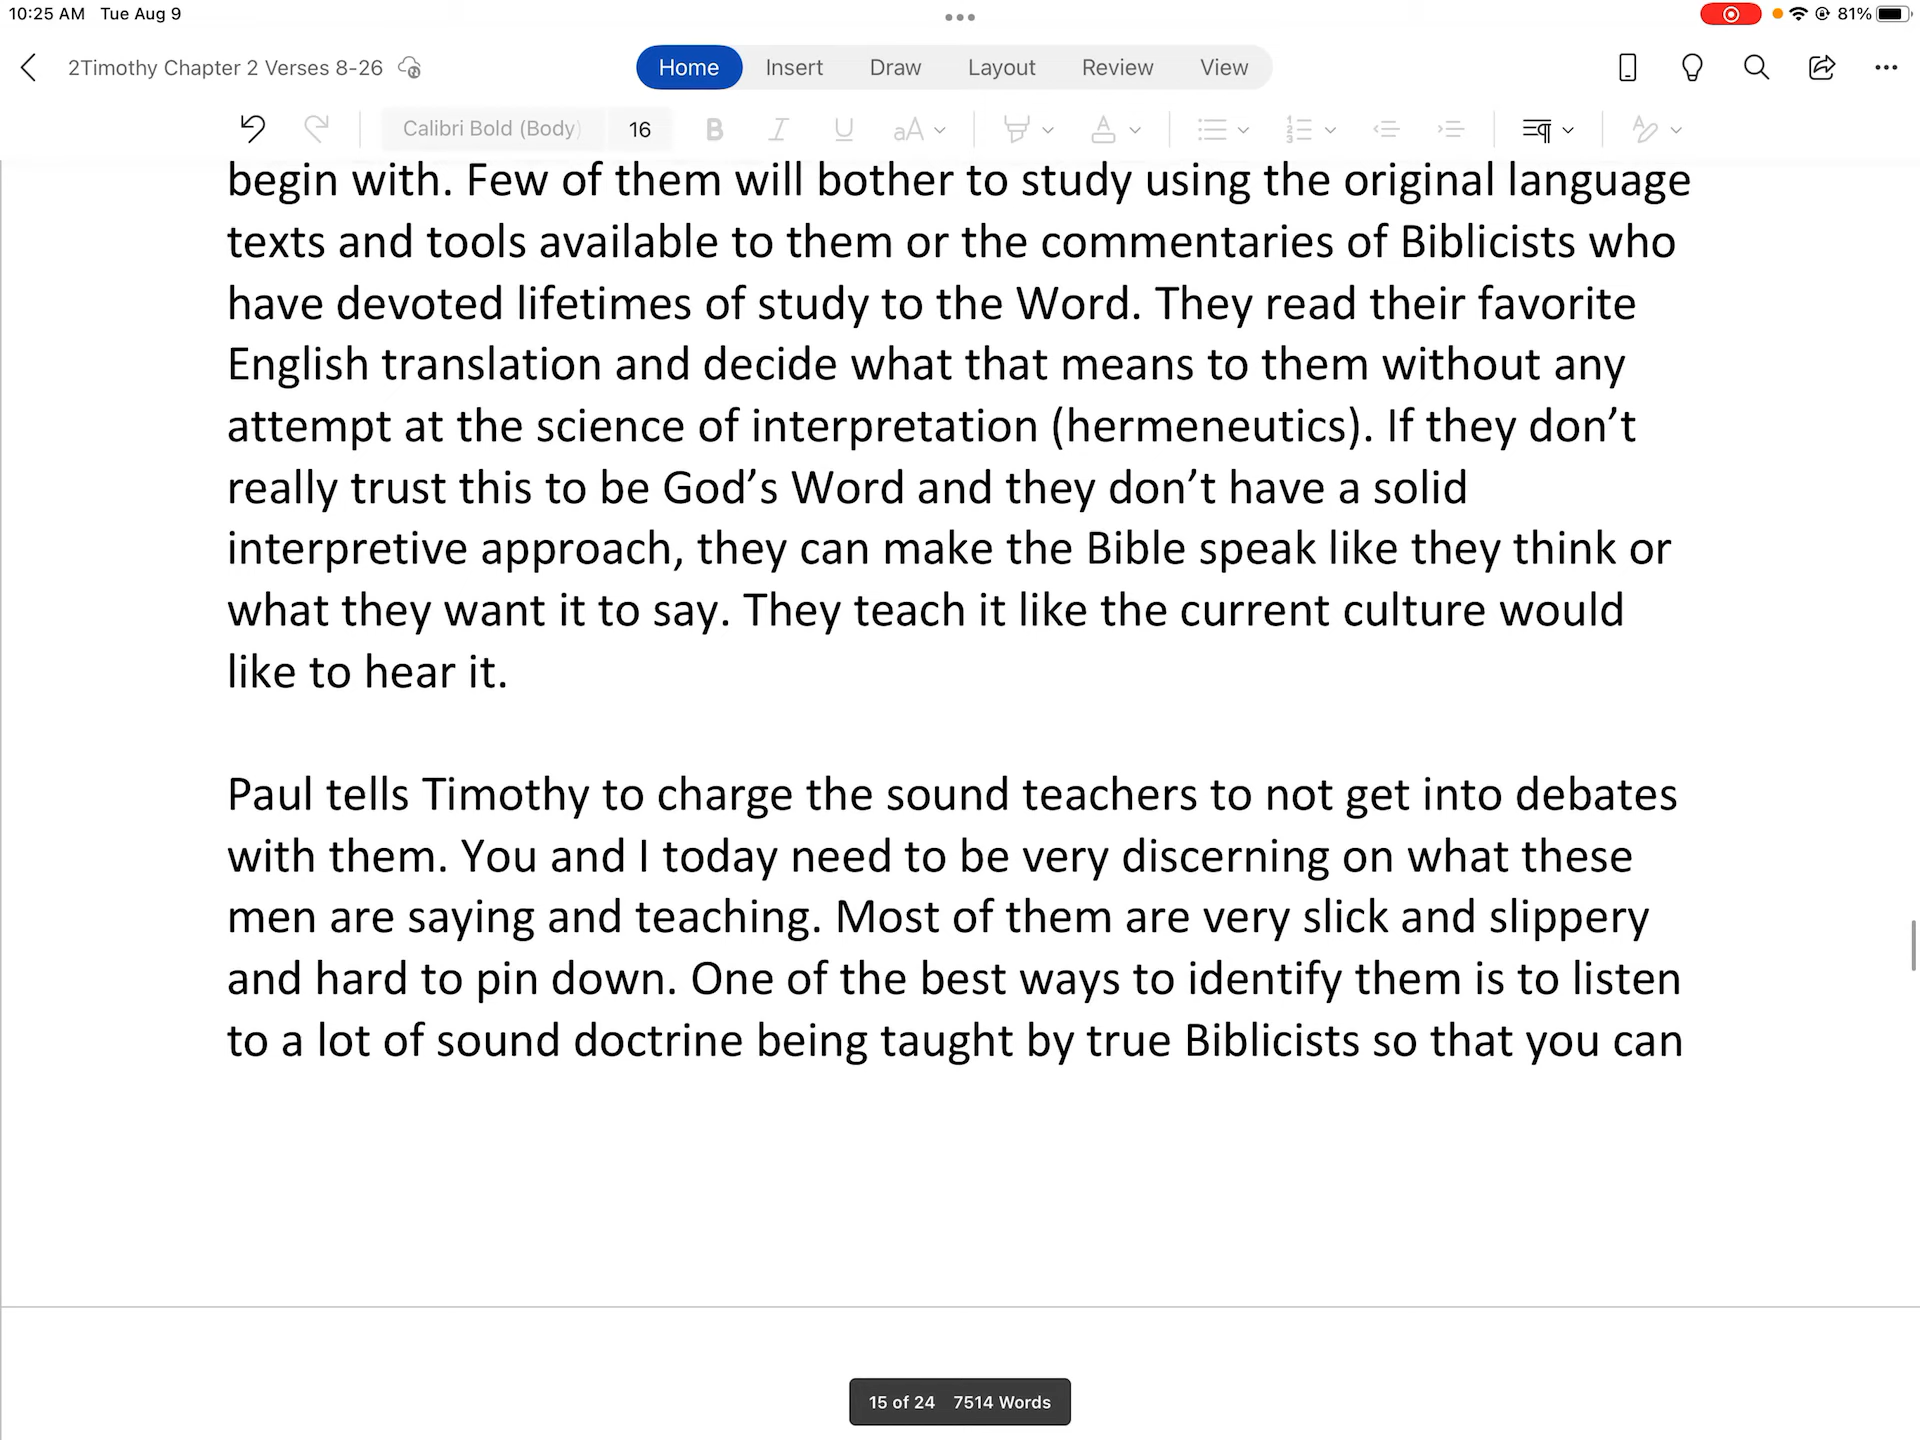 10:25 AM Tue Aug 9
81%
2Timothy Chapter 2 Verses 8-26
Home Insert Draw Layout Review View
Calibri Bold (Body) 16 B I U aA A
begin with. Few of them will bother to study using the original language
texts and tools available to them or the commentaries of Biblicists who
have devoted lifetimes of study to the Word. They read their favorite
English translation and decide what that means to them without any
attempt at the science of interpretation (hermeneutics). If they don’t
really trust this to be God’s Word and they don’t have a solid
interpretive approach, they can make the Bible speak like they think or
what they want it to say. They teach it like the current culture would
like to hear it.
Paul tells Timothy to charge the sound teachers to not get into debates
with them. You and I today need to be very discerning on what these
men are saying and teaching. Most of them are very slick and slippery
and hard to pin down. One of the best ways to identify them is to listen
to a lot of sound doctrine being taught by true Biblicists so that you can
15 of 24 7514 Words